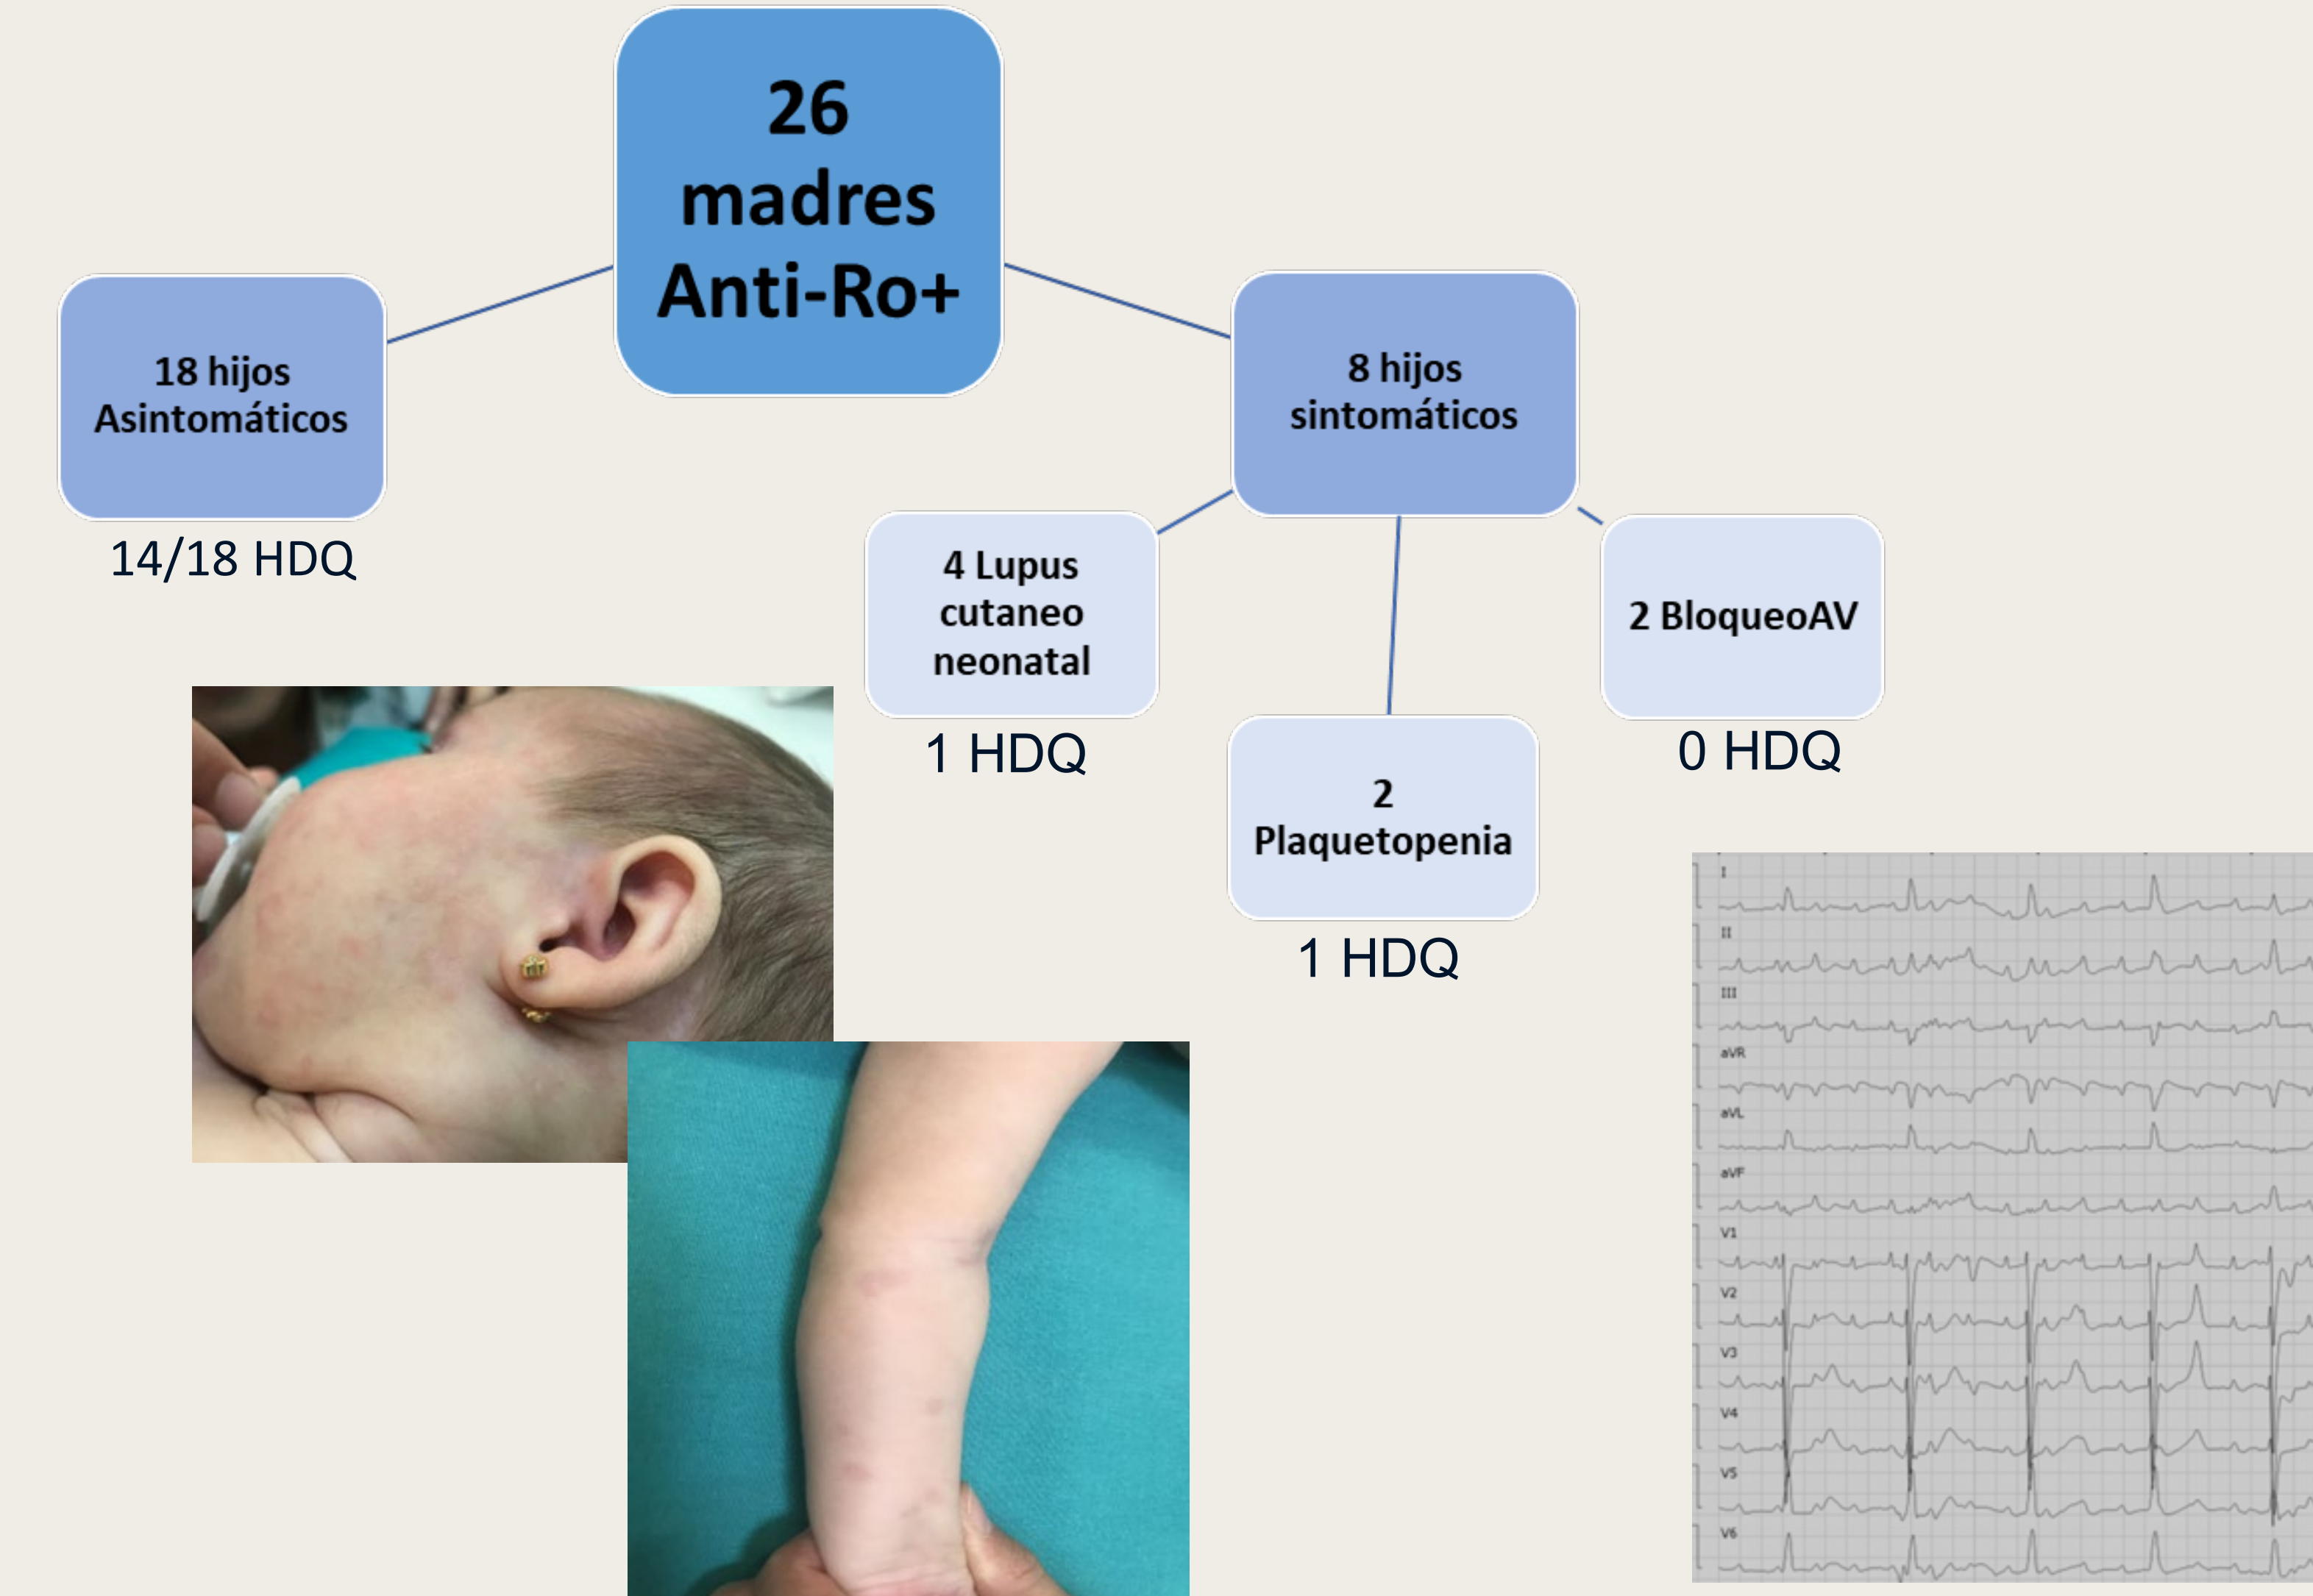 26
madres
Anti-Ro+
18 hijos
Asintomáticos
14/18 HDQ
8 hijos
sintomáticos
4 Lupus
cutaneo
neonatal
1 HDQ
2
Plaquetopenia
1 HDQ
2 BloqueoAV
0 HDQ
I
II
III
aVR
aVL
aVF
V1
V2
V3
V4
V5
V6